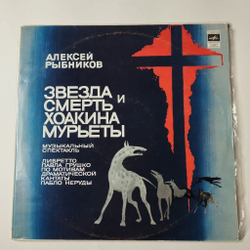 АЛЕКСЕЙ
РЫБНИКОВ
ЗВЕЗДА
И
СМЕРТЬ
ХОАКИНА
МУРЬЕТЫ
МУЗЫКАЛЬНЫЙ
СПЕКТАКЛЬ
ЛИБРЕТТО
ПАВЛА ГРУШКО
ПО МОТИВАМ
ДРАМАТИЧЕСКОЙ
КАНТАТЫ
ПАБЛО НЕРУДЫ